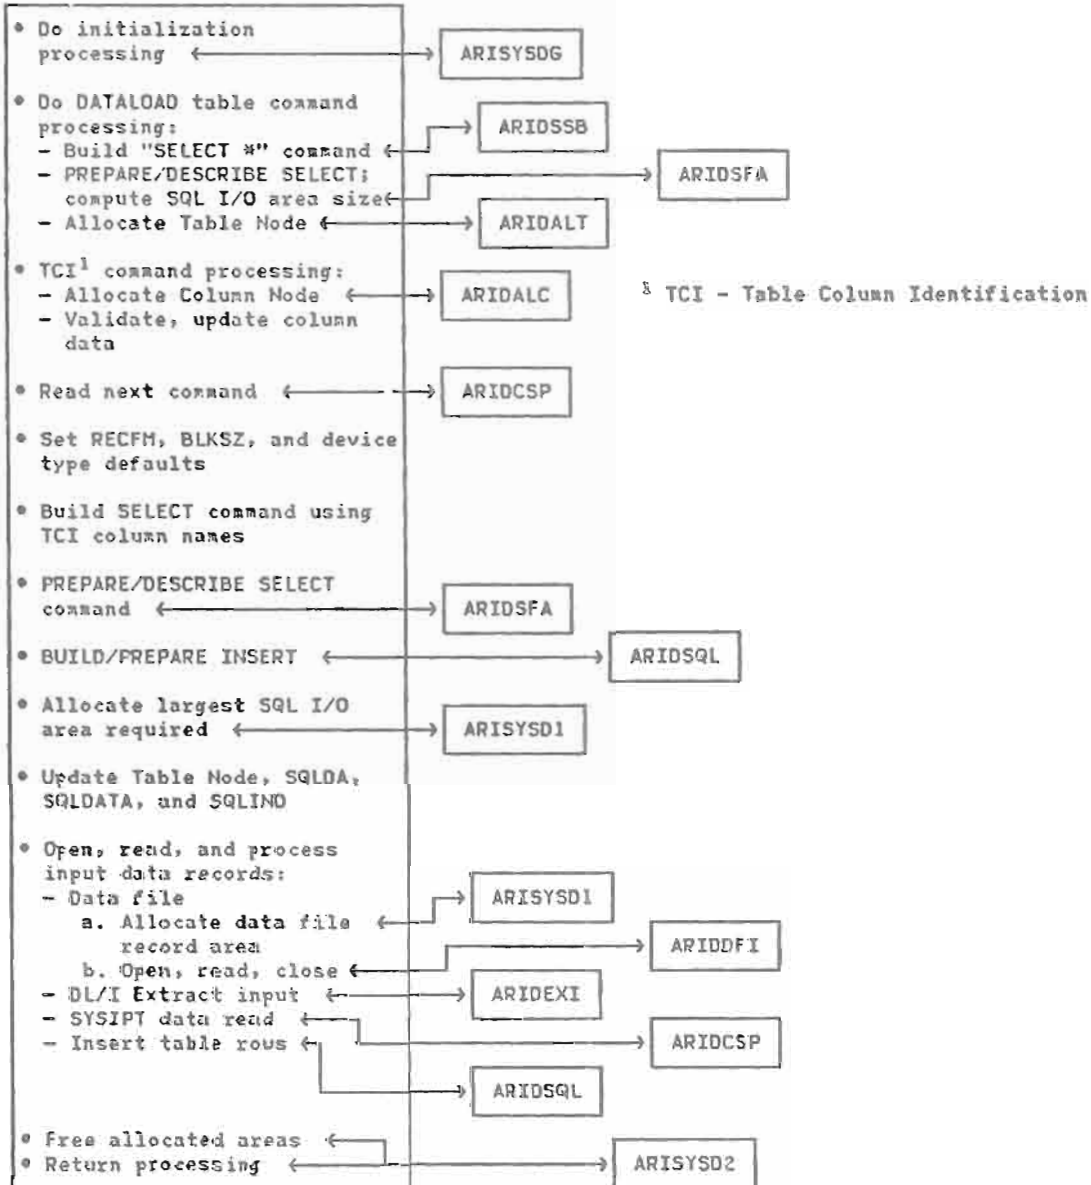 • Do initialization
processing
ARISYSDG
• Do DATALOAD table command
processing:
ARIDSSB
- Build "SELECT *" command
- PREPARE/DESCRIBE SELECT;
ARIDSFA
compute SQL I/O area size
- Allocate Table Node
ARIDALT
• TCI¹ command processing:
- Allocate Column Node
ARIDALC
¹ TCI - Table Column Identification
- Validate, update column
data
• Read next command
ARIDCSP
• Set RECFM, BLKSZ, and device
type defaults
• Build SELECT command using
TCI column names
• PREPARE/DESCRIBE SELECT
command
ARIDSFA
• BUILD/PREPARE INSERT
ARIDSQL
• Allocate largest SQL I/O
area required
ARISYSD1
• Update Table Node, SQLDA,
SQLDATA, and SQLIND
• Open, read, and process
input data records:
- Data file
ARISYSD1
a. Allocate data file
record area
ARIDDFI
b. Open, read, close
- DL/I Extract input
ARIDEXI
- SYSIPT data read
ARIDCSP
- Insert table rows
ARIDSQL
• Free allocated areas
• Return processing
ARISYSD2